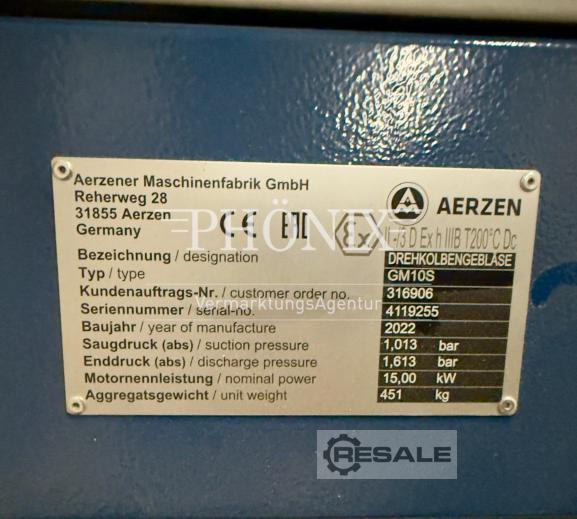 Aerzener Maschinenfabrik GmbH
Reherweg 28
31855 Aerzen
Germany
CE EAC Ex
AERZEN
II -/3 D Ex h IIIB T200°C Dc
PHÖNIX
VermarktungsAgentur
Bezeichnung / designation DREHKOLBENGEBLÄSE
Typ / type GM10S
Kundenauftrags-Nr. / customer order no. 316906
Seriennummer / serial-no. 4119255
Baujahr / year of manufacture 2022
Saugdruck (abs) / suction pressure 1,013 bar
Enddruck (abs) / discharge pressure 1,613 bar
Motornennleistung / nominal power 15,00 kW
Aggregatsgewicht / unit weight 451 kg
RESALE